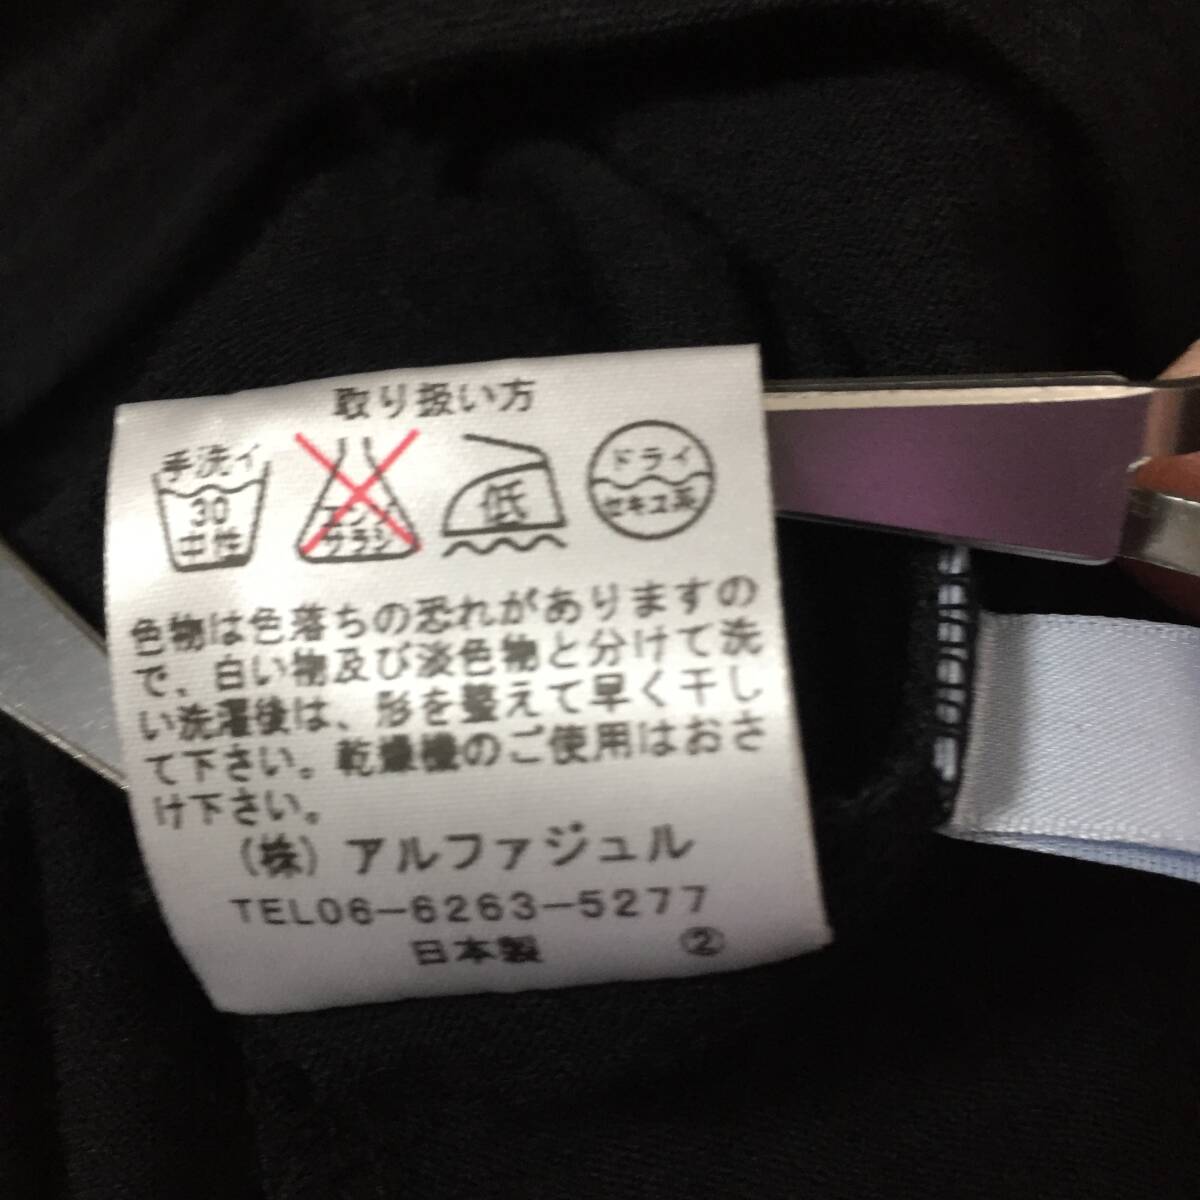 取り扱い方
手洗イ
30
中性
エンソ
サラシ
低
ドライ
セキユ系
色物は色落ちの恐れがありますの
で、白い物及び淡色物と分けて洗
い洗濯後は、形を整えて早く干し
て下さい。乾燥機のご使用はおさ
け下さい。
(株)アルファジュル
TEL06-6263-5277
日本製 ②